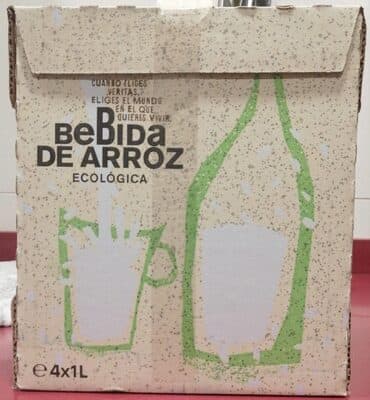 CUANDO ELIGES
VERITAS,
ELIGES EL MUNDO
EN EL QUE
QUIERES VIVIR.
BeBida
DE ARROZ
ECOLÓGICA
℮ 4x1L